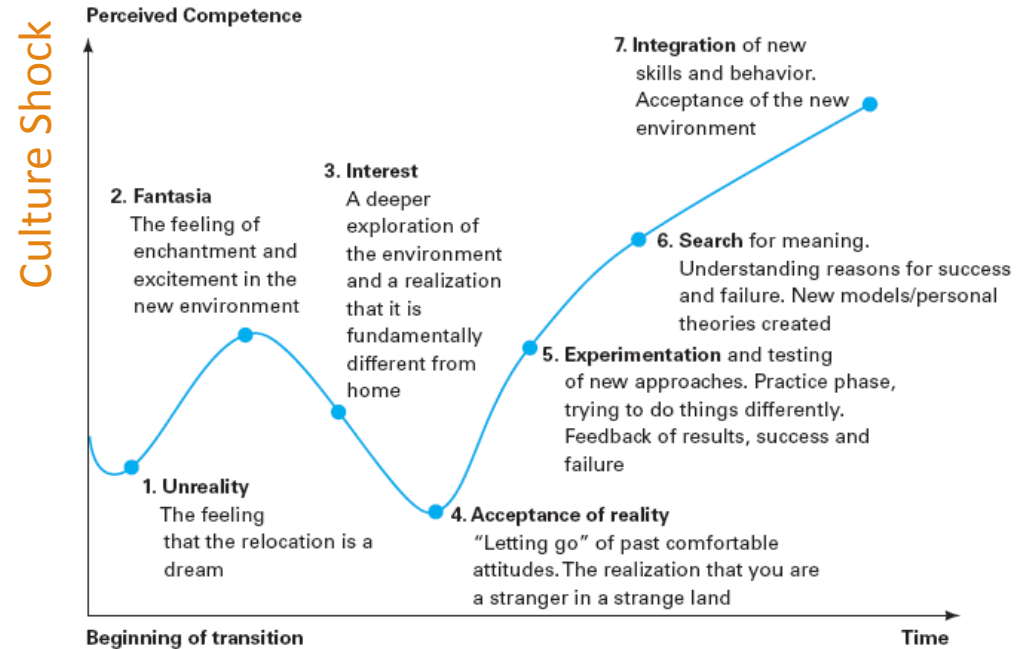 Culture Shock
Perceived Competence
7. Integration of new
skills and behavior.
Acceptance of the new
environment
3. Interest
A deeper
exploration of
the environment
and a realization
that it is
fundamentally
different from
home
2. Fantasia
The feeling of
enchantment and
excitement in the
new environment
6. Search for meaning.
Understanding reasons for success
and failure. New models/personal
theories created
5. Experimentation and testing
of new approaches. Practice phase,
trying to do things differently.
Feedback of results, success and
failure
1. Unreality
The feeling
that the relocation is a
dream
4. Acceptance of reality
“Letting go” of past comfortable
attitudes. The realization that you are
a stranger in a strange land
Beginning of transition
Time